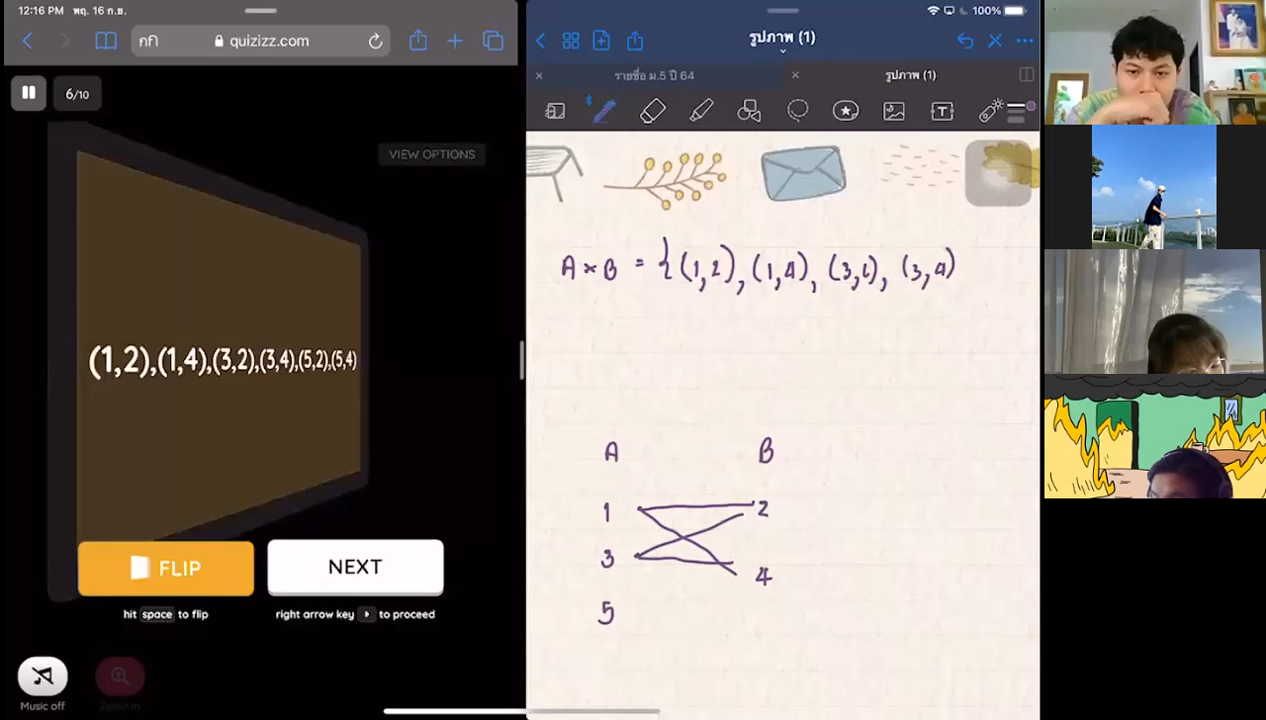 12:16 PM พฤ. 16 ก.ย.
100%
กก quizizz.com
รูปภาพ (1)
รายชื่อ ม.5 ปี 64
รูปภาพ (1)
6/10
VIEW OPTIONS
(1,2),(1,4),(3,2),(3,4),(5,2),(5,4)
FLIP
NEXT
hit space to flip
right arrow key to proceed
Music off
A × B = {(1,2), (1,4), (3,2), (3,4)
A B
1 2
3 4
5